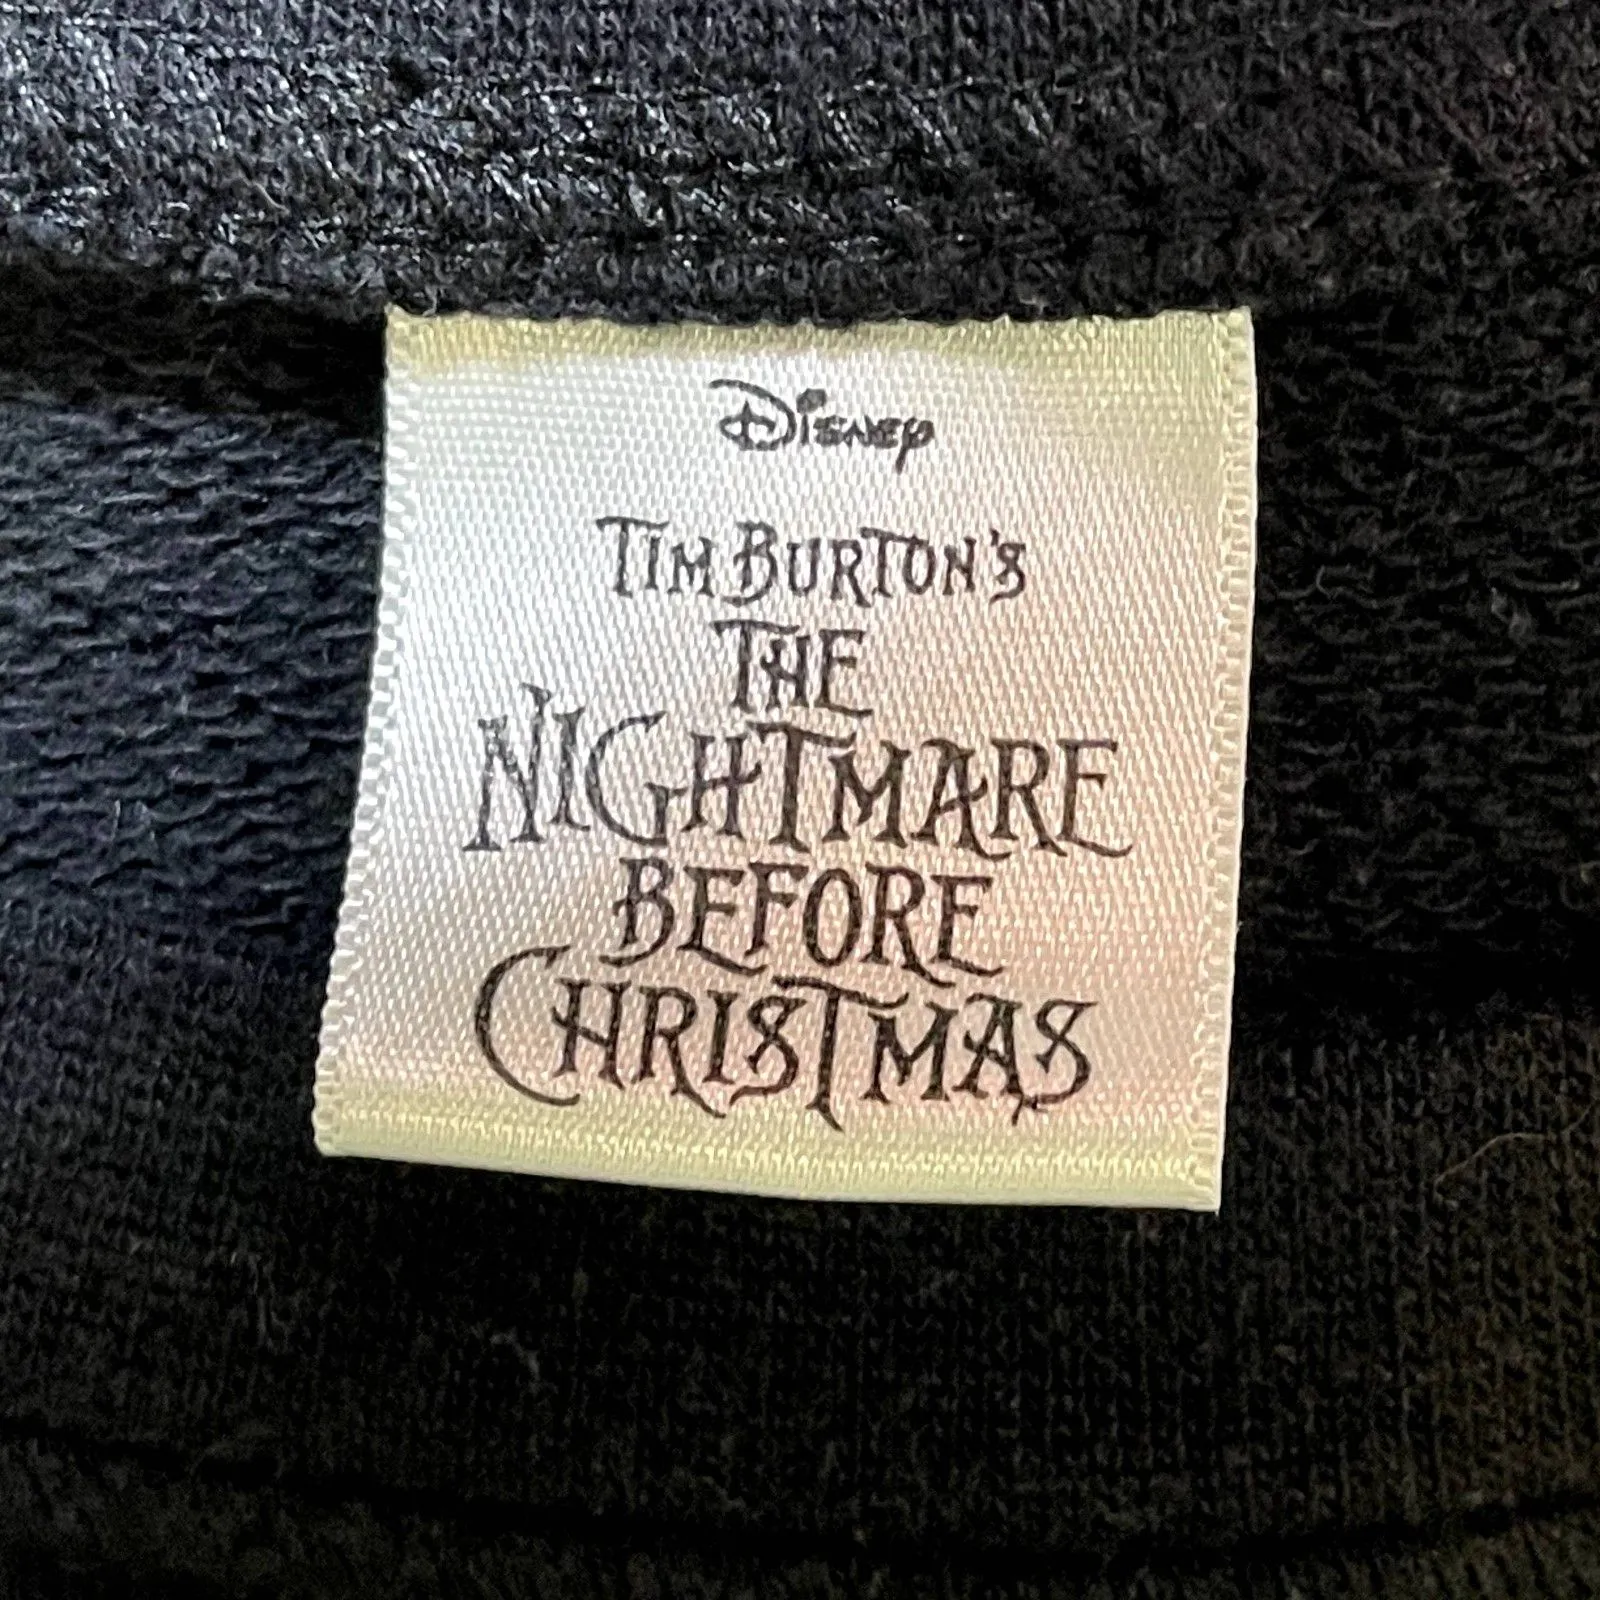 Disney
TIM BURTON'S
THE
NIGHTMARE
BEFORE
CHRISTMAS